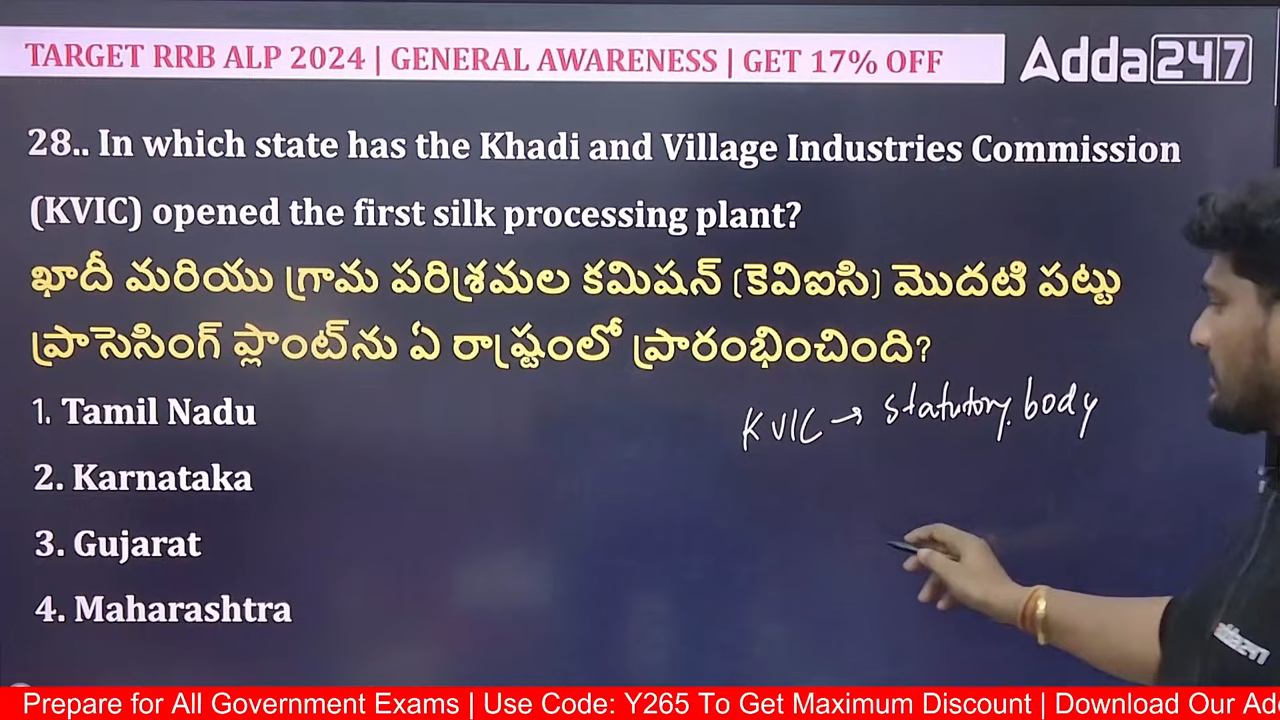 TARGET RRB ALP 2024 | GENERAL AWARENESS | GET 17% OFF
Adda247
28.. In which state has the Khadi and Village Industries Commission
(KVIC) opened the first silk processing plant?
ఖాదీ మరియు గ్రామ పరిశ్రమల కమిషన్ (కెవిఐసి) మొదటి పట్టు
ప్రాసెసింగ్ ప్లాంట్‌ను ఏ రాష్ట్రంలో ప్రారంభించింది?
1. Tamil Nadu
KVIC → statutory body
2. Karnataka
3. Gujarat
4. Maharashtra
Prepare for All Government Exams | Use Code: Y265 To Get Maximum Discount | Download Our